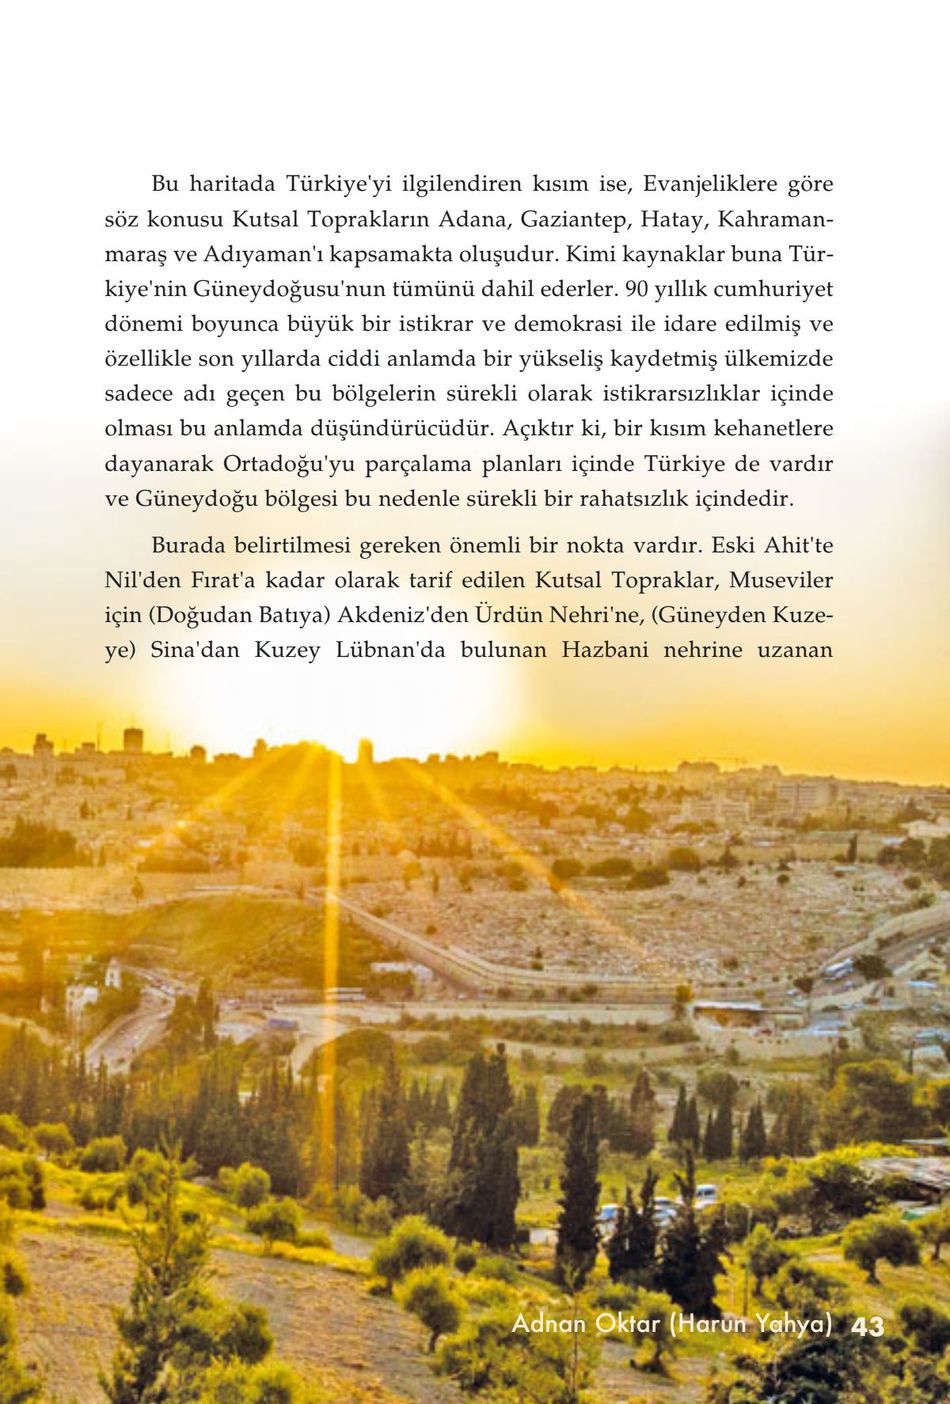 Bu haritada Türkiye'yi ilgilendiren kısım ise, Evanjeliklere göre
söz konusu Kutsal Toprakların Adana, Gaziantep, Hatay, Kahraman-
maraş ve Adıyaman'ı kapsamakta oluşudur. Kimi kaynaklar buna Tür-
kiye'nin Güneydoğusu'nun tümünü dahil ederler. 90 yıllık cumhuriyet
dönemi boyunca büyük bir istikrar ve demokrasi ile idare edilmiş ve
özellikle son yıllarda ciddi anlamda bir yükseliş kaydetmiş ülkemizde
sadece adı geçen bu bölgelerin sürekli olarak istikrarsızlıklar içinde
olması bu anlamda düşündürücüdür. Açıktır ki, bir kısım kehanetlere
dayanarak Ortadoğu'yu parçalama planları içinde Türkiye de vardır
ve Güneydoğu bölgesi bu nedenle sürekli bir rahatsızlık içindedir.
Burada belirtilmesi gereken önemli bir nokta vardır. Eski Ahit'te
Nil'den Fırat'a kadar olarak tarif edilen Kutsal Topraklar, Museviler
için (Doğudan Batıya) Akdeniz'den Ürdün Nehri'ne, (Güneyden Kuze-
ye) Sina'dan Kuzey Lübnan'da bulunan Hazbani nehrine uzanan
Adnan Oktar (Harun Yahya) 43